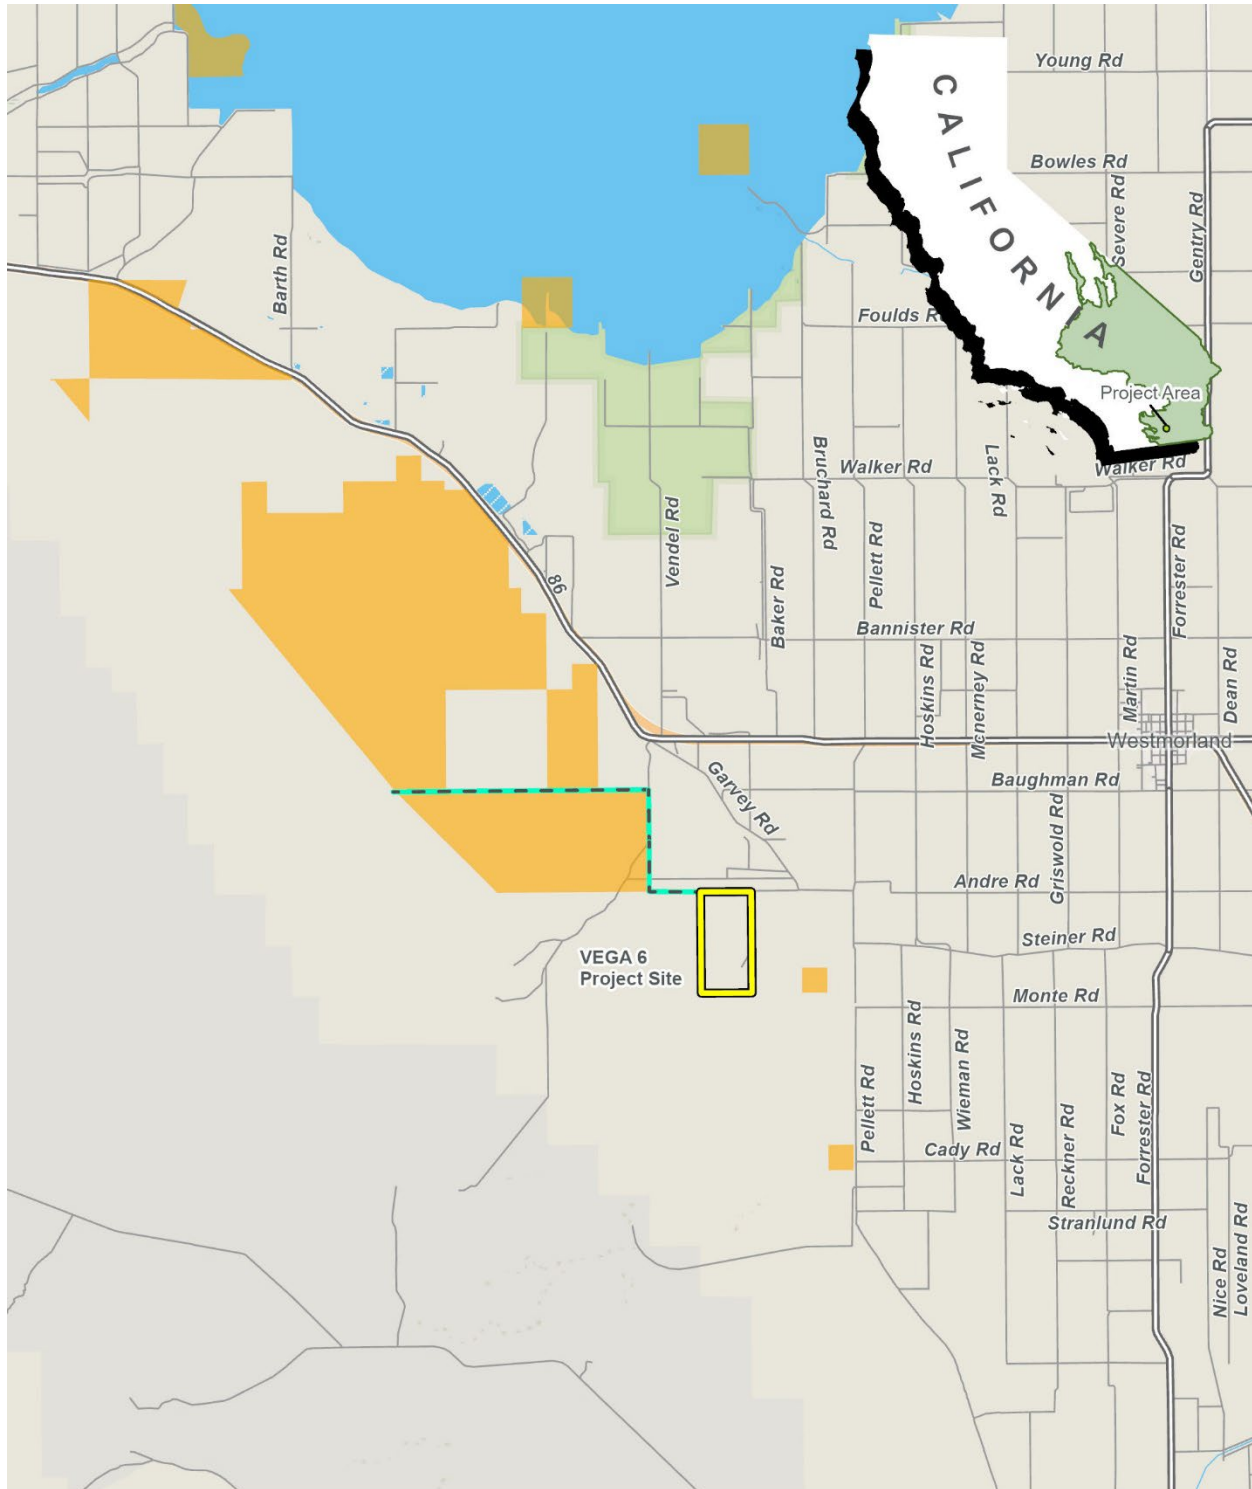 Young Rd
CALIFORNIA
Bowles Rd
Severe Rd
Gentry Rd
Barth Rd
Foulds Rd
Project Area
Bruchard Rd
Walker Rd
Lack Rd
Walker Rd
Vendel Rd
Pellett Rd
Forrester Rd
86
Baker Rd
Bannister Rd
Hoskins Rd
Mcnerney Rd
Martin Rd
Dean Rd
Westmorland
Garvey Rd
Baughman Rd
Griswold Rd
Andre Rd
Steiner Rd
VEGA 6
Project Site
Monte Rd
Hoskins Rd
Wieman Rd
Pellett Rd
Fox Rd
Forrester Rd
Cady Rd
Lack Rd
Reckner Rd
Stranlund Rd
Nice Rd
Loveland Rd